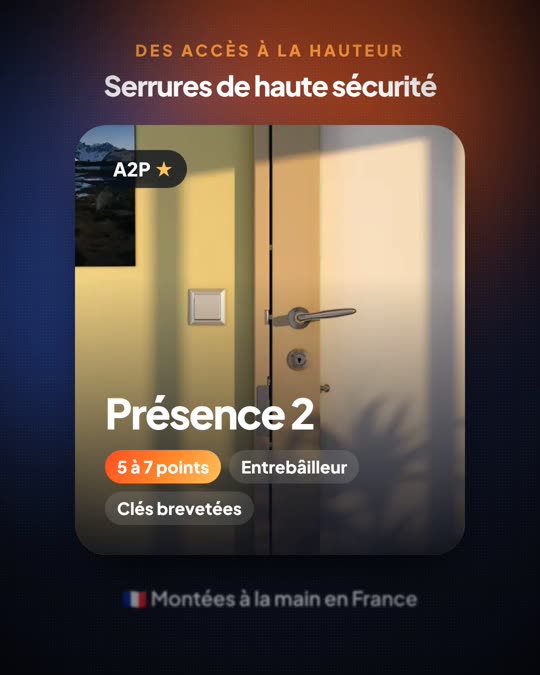 DES ACCÈS À LA HAUTEUR
Serrures de haute sécurité
A2P ★
Présence 2
5 à 7 points
Entrebâilleur
Clés brevetées
🇫🇷 Montées à la main en France